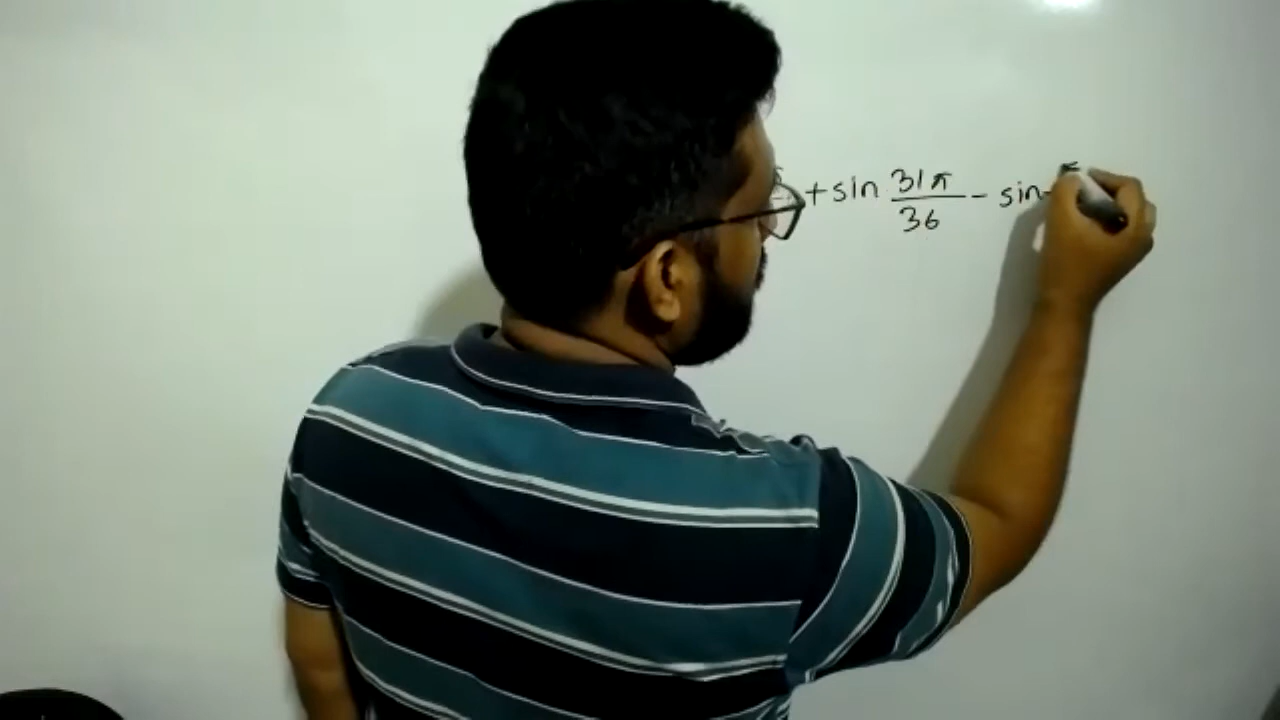 + sin 31π/36 - sin